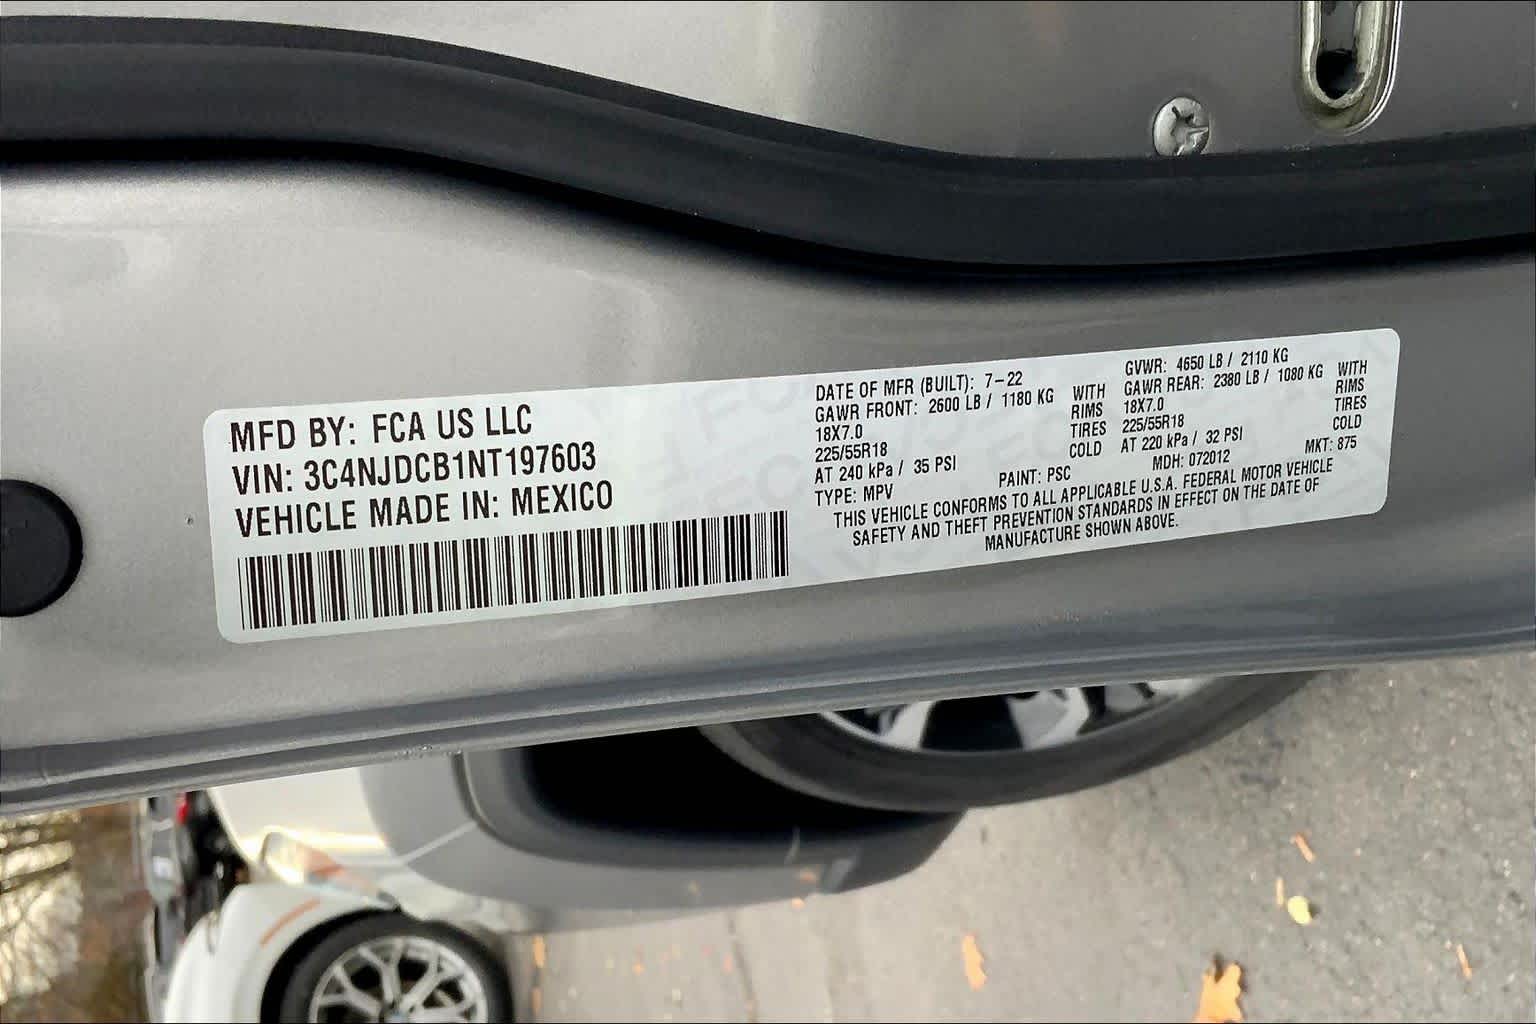 MFD BY: FCA US LLC
VIN: 3C4NJDCB1NT197603
VEHICLE MADE IN: MEXICO
DATE OF MFR (BUILT): 7-22
GAWR FRONT: 2600 LB / 1180 KG WITH
18X7.0 RIMS
225/55R18 TIRES
AT 240 kPa / 35 PSI COLD
GVWR: 4650 LB / 2110 KG
GAWR REAR: 2380 LB / 1080 KG WITH
18X7.0 RIMS
225/55R18 TIRES
AT 220 kPa / 32 PSI COLD
TYPE: MPV PAINT: PSC MDH: 072012 MKT: 875
THIS VEHICLE CONFORMS TO ALL APPLICABLE U.S.A. FEDERAL MOTOR VEHICLE
SAFETY AND THEFT PREVENTION STANDARDS IN EFFECT ON THE DATE OF
MANUFACTURE SHOWN ABOVE.